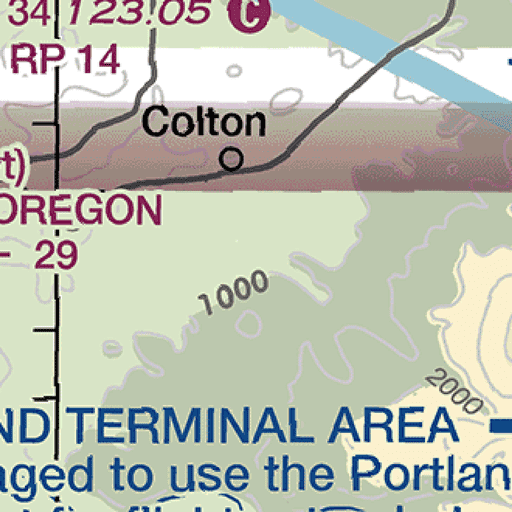 34 123.05 C
RP 14
Colton
t)
OREGON
- 29
1000
2000
ND TERMINAL AREA
aged to use the Portlan